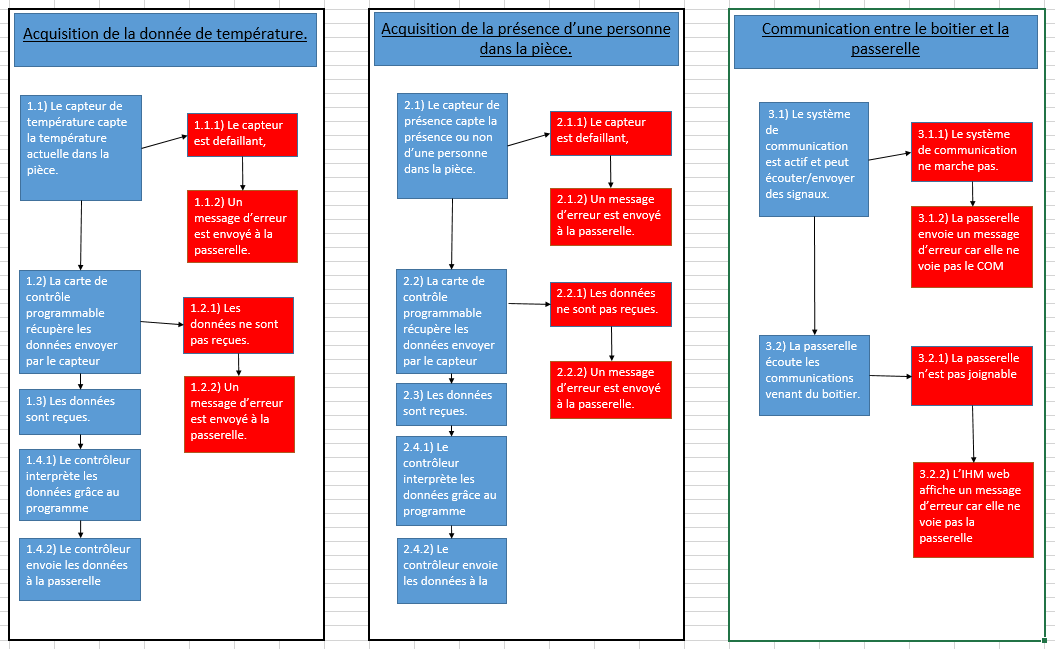 Acquisition de la donnée de température.
1.1) Le capteur de
température capte
la température
actuelle dans la
pièce.
1.1.1) Le capteur
est defaillant,
1.1.2) Un
message d’erreur
est envoyé à la
passerelle.
1.2) La carte de
contrôle
programmable
récupère les
données envoyer
par le capteur
1.2.1) Les
données ne sont
pas reçues.
1.2.2) Un
message d’erreur
est envoyé à la
passerelle.
1.3) Les données
sont reçues.
1.4.1) Le contrôleur
interprète les
données grâce au
programme
1.4.2) Le contrôleur
envoie les données
à la passerelle
Acquisition de la présence d’une personne
dans la pièce.
2.1) Le capteur de
présence capte la
présence ou non
d’une personne
dans la pièce.
2.1.1) Le capteur
est defaillant,
2.1.2) Un message
d’erreur est envoyé
à la passerelle.
2.2) La carte de
contrôle
programmable
récupère les
données envoyer
par le capteur
2.2.1) Les données
ne sont pas reçues.
2.2.2) Un message
d’erreur est envoyé
à la passerelle.
2.3) Les données
sont reçues.
2.4.1) Le
contrôleur
interprète les
données grâce au
programme
2.4.2) Le
contrôleur envoie
les données à la
Communication entre le boitier et la
passerelle
3.1) Le système
de
communication
est actif et peut
écouter/envoyer
des signaux.
3.1.1) Le système
de communication
ne marche pas.
3.1.2) La passerelle
envoie un message
d’erreur car elle ne
voie pas le COM
3.2) La passerelle
écoute les
communications
venant du boitier.
3.2.1) La passerelle
n’est pas joignable
3.2.2) L’IHM web
affiche un message
d’erreur car elle ne
voie pas la
passerelle